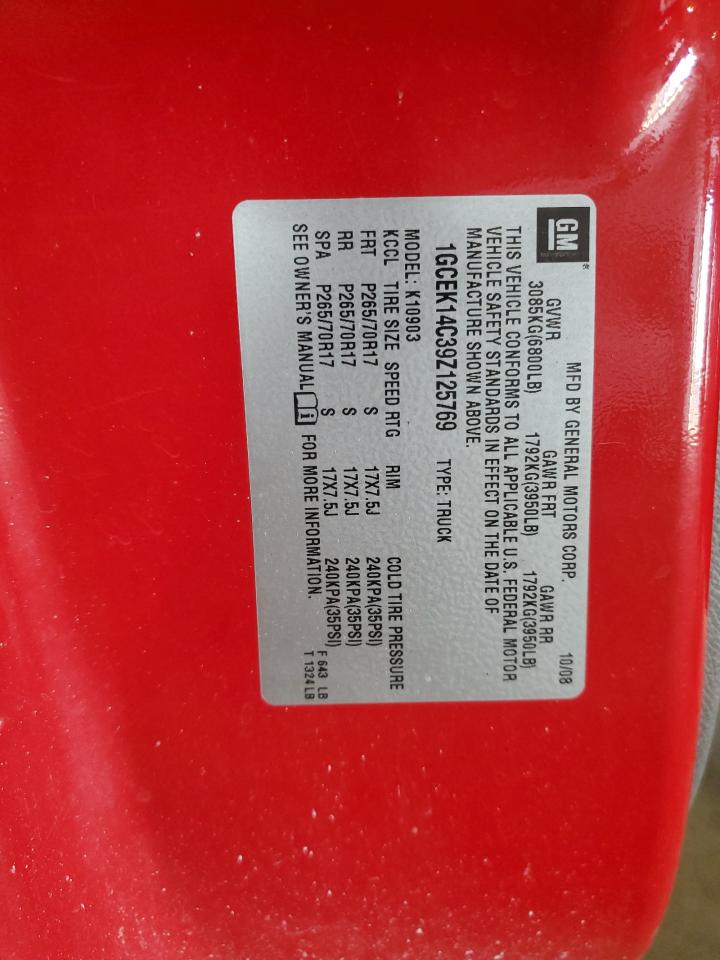 GM ®
MFD BY GENERAL MOTORS CORP. 10/08
GVWR GAWR FRT GAWR RR
3085KG(6800LB) 1792KG(3950LB) 1792KG(3950LB)
THIS VEHICLE CONFORMS TO ALL APPLICABLE U.S. FEDERAL MOTOR
VEHICLE SAFETY STANDARDS IN EFFECT ON THE DATE OF
MANUFACTURE SHOWN ABOVE.
1GCEK14C39Z125769 TYPE: TRUCK
MODEL: K10903
KCCL TIRE SIZE SPEED RTG RIM COLD TIRE PRESSURE
FRT P265/70R17 S 17X7.5J 240KPA(35PSI)
RR P265/70R17 S 17X7.5J 240KPA(35PSI)
SPA P265/70R17 S 17X7.5J 240KPA(35PSI) F 643 LB
SEE OWNER'S MANUAL i FOR MORE INFORMATION. T 1324 LB